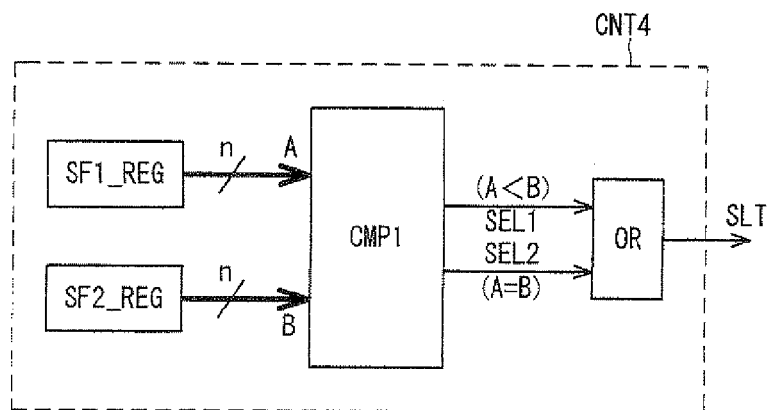 CNT4
n
A
SF1_REG
(A<B)
SEL1
SLT
CMP1
OR
SEL2
n
(A=B)
SF2_REG
B